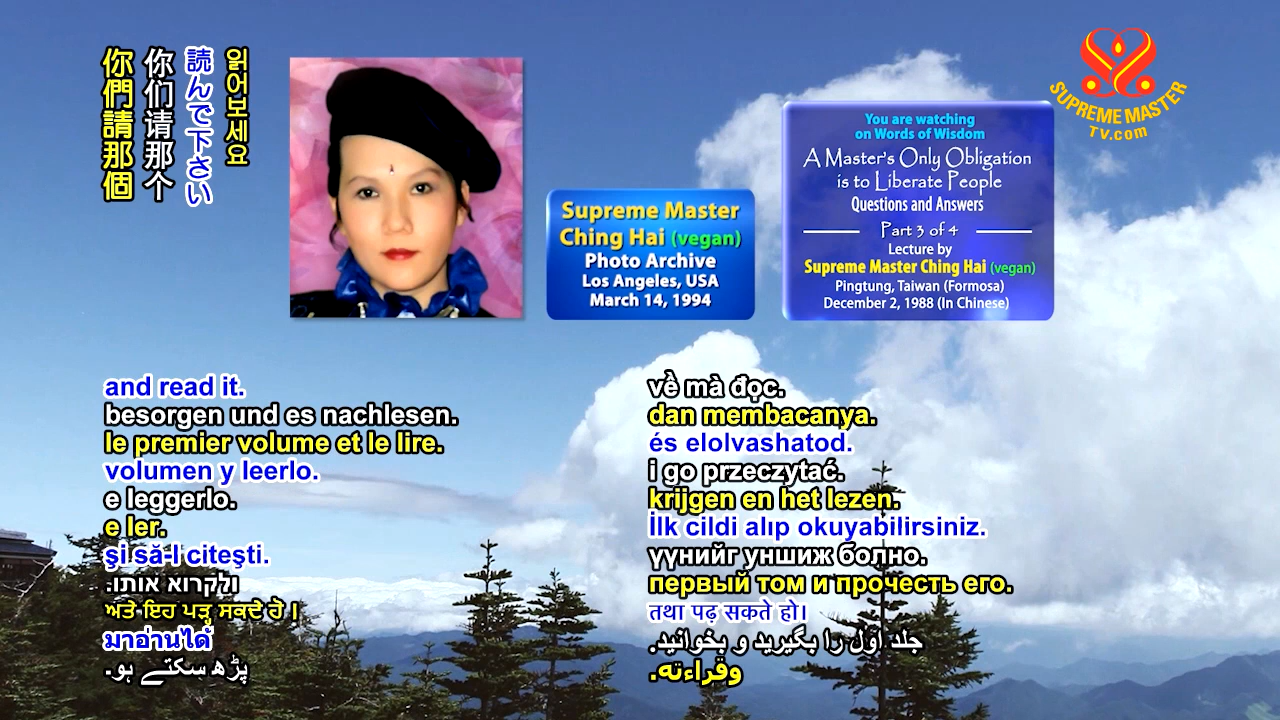 你們請那個
你们请那个
読んで下さい
읽어보세요
Supreme Master
Ching Hai (vegan)
Photo Archive
Los Angeles, USA
March 14, 1994
You are watching
on Words of Wisdom
A Master's Only Obligation
is to Liberate People
Questions and Answers
Part 3 of 4
Lecture by
Supreme Master Ching Hai (vegan)
Pingtung, Taiwan (Formosa)
December 2, 1988 (In Chinese)
SUPREME MASTER
TV.com
and read it.
besorgen und es nachlesen.
le premier volume et le lire.
volumen y leerlo.
e leggerlo.
e ler.
şi să-l citeşti.
ולקרוא אותו.
ਅਤੇ ਇਹ ਪੜ੍ਹ ਸਕਦੇ ਹੋ।
มาอ่านได้
پڑھ سکتے ہو۔
về mà đọc.
dan membacanya.
és elolvashatod.
i go przeczytać.
krijgen en het lezen.
İlk cildi alıp okuyabilirsiniz.
үүнийг уншиж болно.
первый том и прочесть его.
तथा पढ़ सकते हो।
جلد اول را بگیرید و بخوانید.
وقراءته.